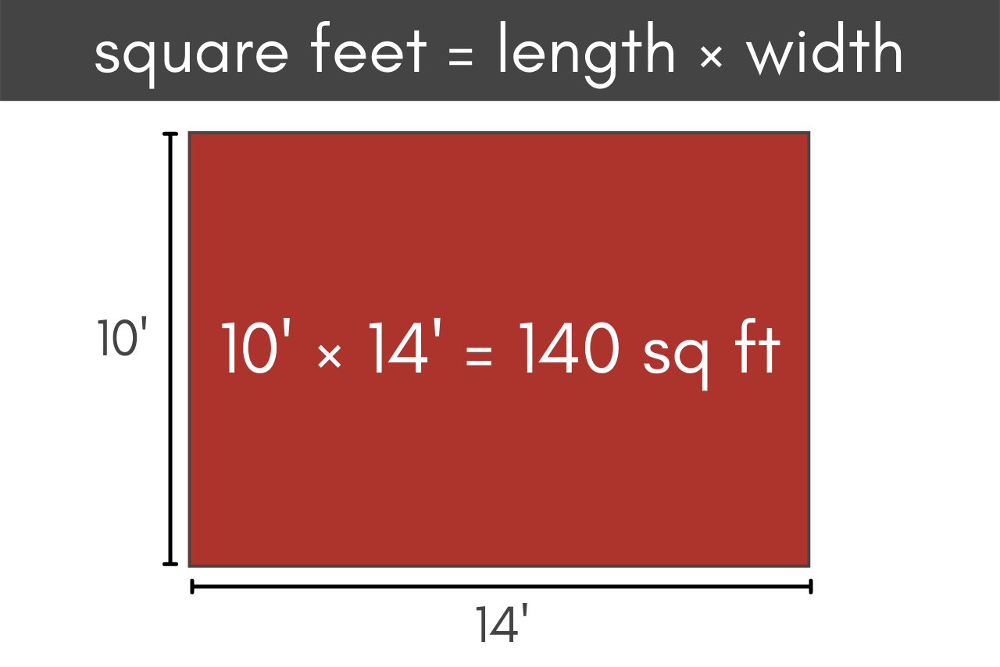 square feet = length × width
10'
10' × 14' = 140 sq ft
14'